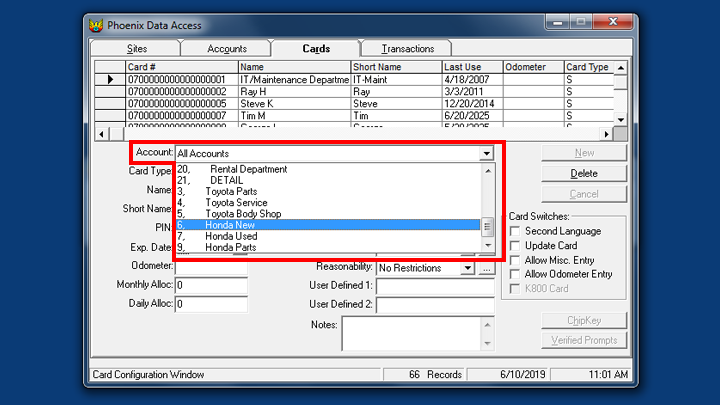 Phoenix Data Access
Sites Accounts Cards Transactions
Card # Name Short Name Last Use Odometer Card Type
0700000000000000001 IT/Maintenance Departme IT-Maint 4/18/2007 S
0700000000000000002 Ray H Ray 3/3/2011 S
0700000000000000005 Steve K Steve 12/20/2014 S
0700000000000000007 Tim M Tim 6/20/2025 S
Account: All Accounts New
20, Rental Department
Card Type: 21, DETAIL Delete
Name: 3, Toyota Parts
4, Toyota Service Cancel
Short Name: 5, Toyota Body Shop
PIN: 6, Honda New Card Switches:
7, Honda Used Second Language
Exp. Date: 9, Honda Parts Update Card
Odometer: Reasonability: No Restrictions ... Allow Misc. Entry
Allow Odometer Entry
Monthly Alloc: 0 User Defined 1: K800 Card
Daily Alloc: 0 User Defined 2:
Notes: ChipKey
Verified Prompts
Card Configuration Window 66 Records 6/10/2019 11:01 AM